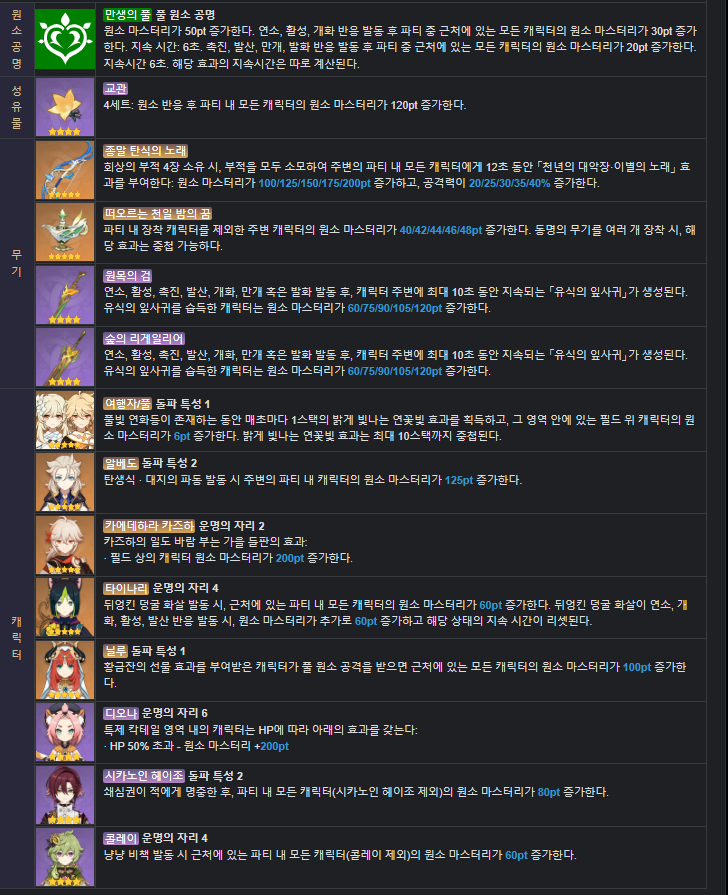 원소공명
만생의 풀 풀 원소 공명
원소 마스터리가 50pt 증가한다. 연소, 활성, 개화 반응 발동 후 파티 중 근처에 있는 모든 캐릭터의 원소 마스터리가 30pt 증가
한다. 지속 시간: 6초. 촉진, 발산, 만개, 발화 반응 발동 후 파티 중 근처에 있는 모든 캐릭터의 원소 마스터리가 20pt 증가한다.
지속시간 6초. 해당 효과의 지속시간은 따로 계산된다.
성유물
교관
4세트: 원소 반응 후 파티 내 모든 캐릭터의 원소 마스터리가 120pt 증가한다.
무기
종말 탄식의 노래
회상의 부적 4장 소유 시, 부적을 모두 소모하여 주변의 파티 내 모든 캐릭터에게 12초 동안 「천년의 대악장·이별의 노래」 효
과를 부여한다: 원소 마스터리가 100/125/150/175/200pt 증가하고, 공격력이 20/25/30/35/40% 증가한다.
떠오르는 천일 밤의 꿈
파티 내 장착 캐릭터를 제외한 주변 캐릭터의 원소 마스터리가 40/42/44/46/48pt 증가한다. 동명의 무기를 여러 개 장착 시, 해
당 효과는 중첩 가능하다.
원목의 검
연소, 활성, 촉진, 발산, 개화, 만개 혹은 발화 발동 후, 캐릭터 주변에 최대 10초 동안 지속되는 「유식의 잎사귀」가 생성된다.
유식의 잎사귀를 습득한 캐릭터는 원소 마스터리가 60/75/90/105/120pt 증가한다.
숲의 리게일리어
연소, 활성, 촉진, 발산, 개화, 만개 혹은 발화 발동 후, 캐릭터 주변에 최대 10초 동안 지속되는 「유식의 잎사귀」가 생성된다.
유식의 잎사귀를 습득한 캐릭터는 원소 마스터리가 60/75/90/105/120pt 증가한다.
캐릭터
여행자/풀 돌파 특성 1
풀빛 연화등이 존재하는 동안 매초마다 1스택의 밝게 빛나는 연꽃빛 효과를 획득하고, 그 영역 안에 있는 필드 위 캐릭터의 원
소 마스터리가 6pt 증가한다. 밝게 빛나는 연꽃빛 효과는 최대 10스택까지 중첩된다.
알베도 돌파 특성 2
탄생식 · 대지의 파동 발동 시 주변의 파티 내 캐릭터의 원소 마스터리가 125pt 증가한다.
카에데하라 카즈하 운명의 자리 2
카즈하의 일도 바람 부는 가을 들판의 효과:
· 필드 상의 캐릭터 원소 마스터리가 200pt 증가한다.
타이나리 운명의 자리 4
뒤엉킨 덩굴 화살 발동 시, 근처에 있는 파티 내 모든 캐릭터의 원소 마스터리가 60pt 증가한다. 뒤엉킨 덩굴 화살이 연소, 개
화, 활성, 발산 반응 발동 시, 원소 마스터리가 추가로 60pt 증가하고 해당 상태의 지속 시간이 리셋된다.
닐루 돌파 특성 1
황금잔의 선물 효과를 부여받은 캐릭터가 풀 원소 공격을 받으면 근처에 있는 모든 캐릭터의 원소 마스터리가 100pt 증가한
다.
디오나 운명의 자리 6
특제 칵테일 영역 내의 캐릭터는 HP에 따라 아래의 효과를 갖는다:
· HP 50% 초과 - 원소 마스터리 +200pt
시카노인 헤이조 돌파 특성 2
쇄심권이 적에게 명중한 후, 파티 내 모든 캐릭터(시카노인 헤이조 제외)의 원소 마스터리가 80pt 증가한다.
콜레이 운명의 자리 4
냥냥 비책 발동 시 근처에 있는 파티 내 모든 캐릭터(콜레이 제외)의 원소 마스터리가 60pt 증가한다.